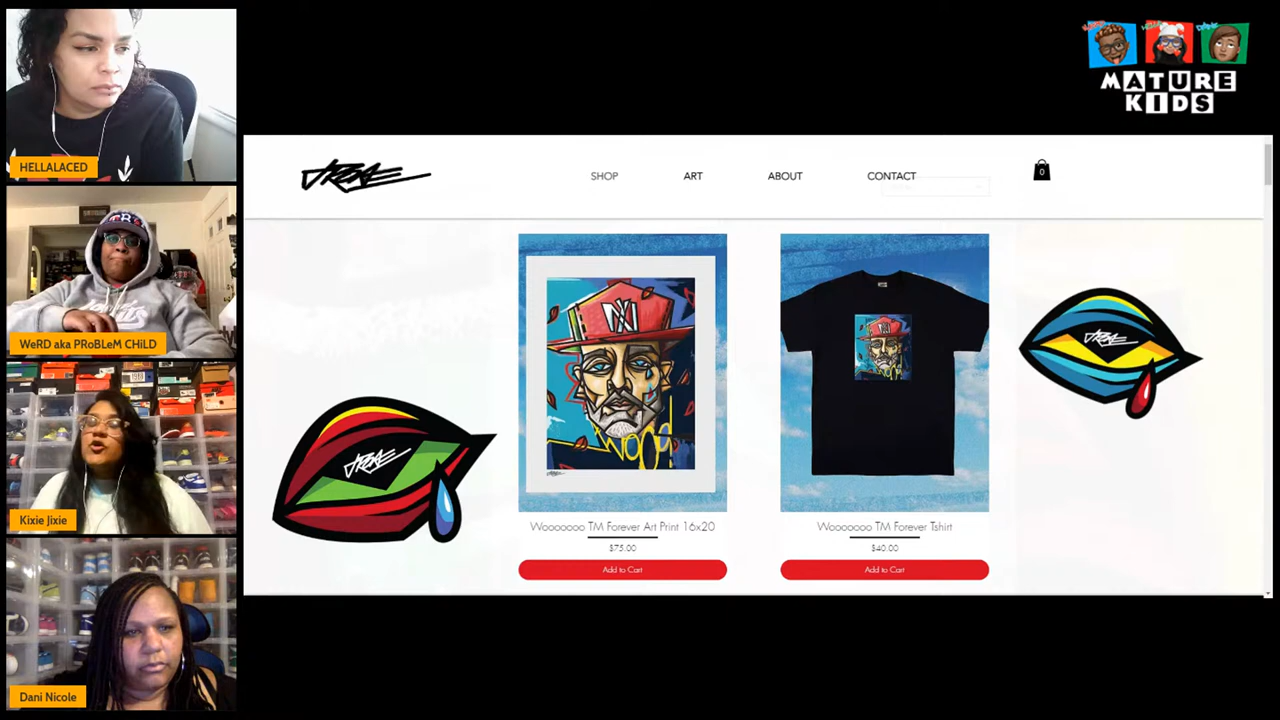 HELLALACED
WeRD aka PRoBLeM CHiLD
Kixie Jixie
Dani Nicole
MATURE
KIDS
SHOP
ART
ABOUT
CONTACT
0
Wooooooo TM Forever Art Print 16x20
$75.00
Add to Cart
Wooooooo TM Forever Tshirt
$40.00
Add to Cart